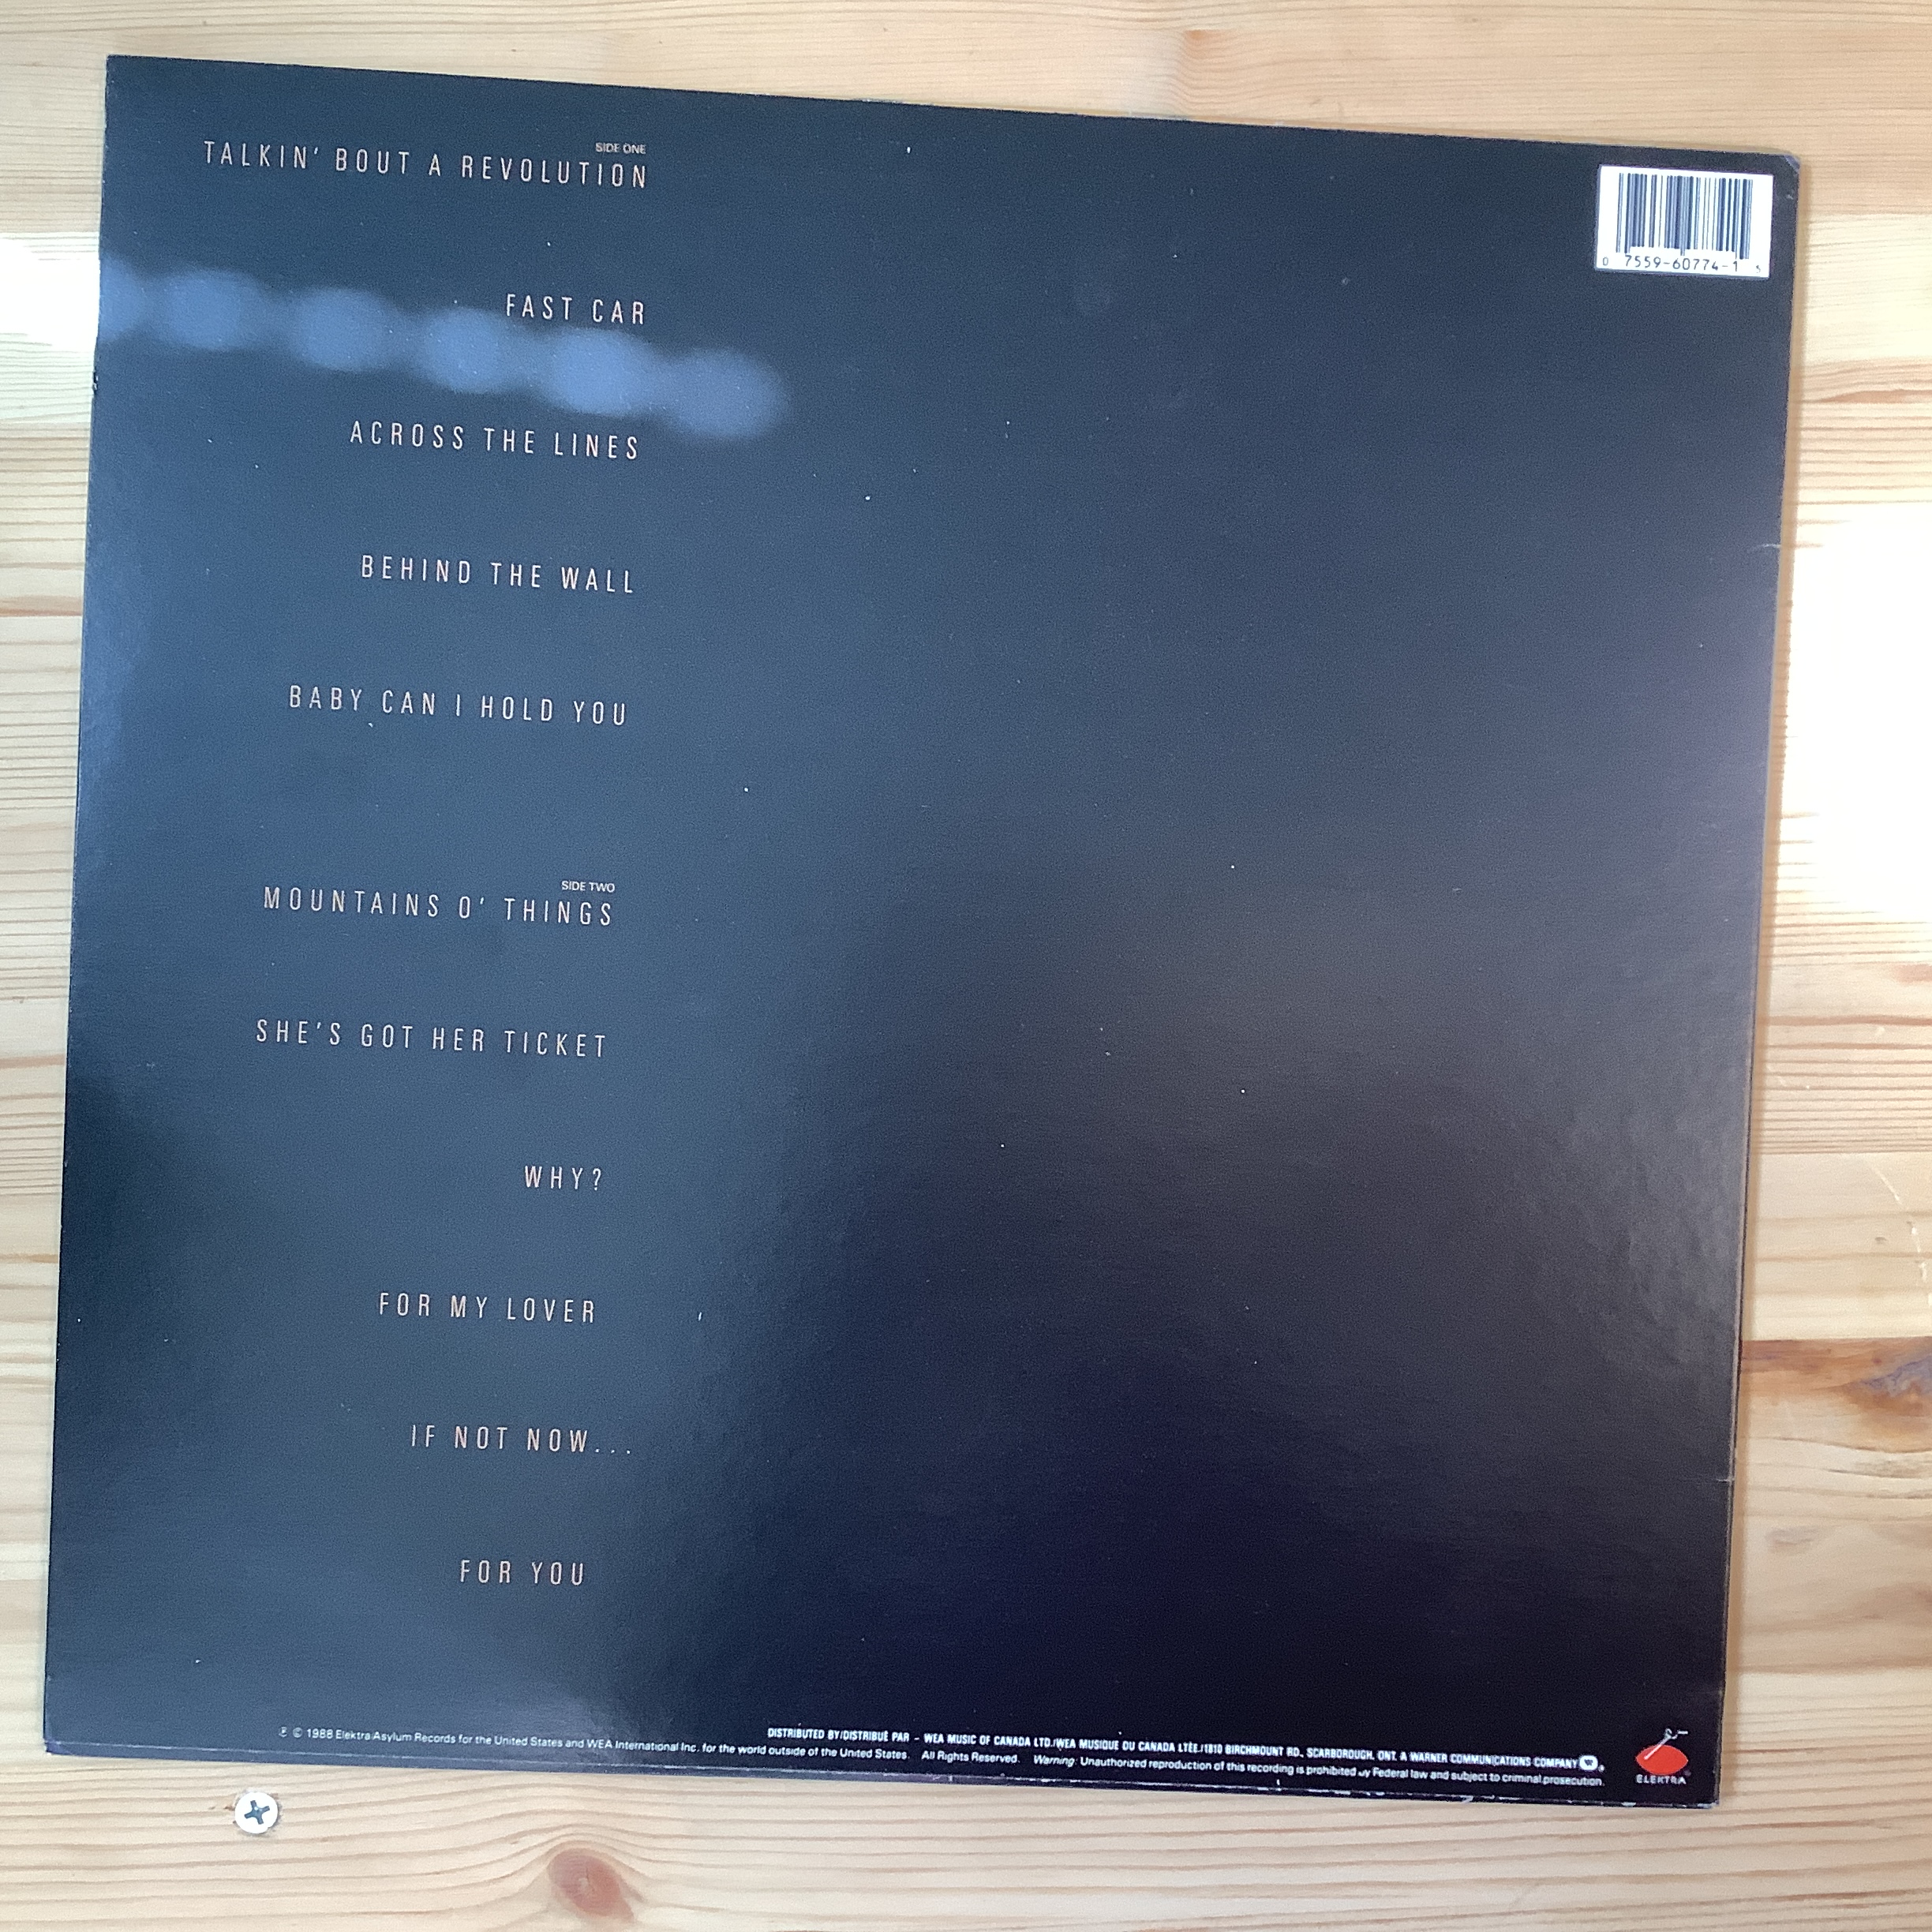 SIDE ONE
TALKIN' BOUT A REVOLUTION
0 7559-60774-1 5
FAST CAR
ACROSS THE LINES
BEHIND THE WALL
BABY CAN I HOLD YOU
SIDE TWO
MOUNTAINS O' THINGS
SHE'S GOT HER TICKET
WHY?
FOR MY LOVER
IF NOT NOW...
FOR YOU
DISTRIBUTED BY/DISTRIBUÉ PAR - WEA MUSIC OF CANADA LTD./WEA MUSIQUE DU CANADA LTÉE./1810 BIRCHMOUNT RD., SCARBOROUGH, ONT. A WARNER COMMUNICATIONS COMPANY
℗ © 1988 Elektra/Asylum Records for the United States and WEA International Inc. for the world outside of the United States. All Rights Reserved. Warning: Unauthorized reproduction of this recording is prohibited by Federal law and subject to criminal prosecution.
ELEKTRA